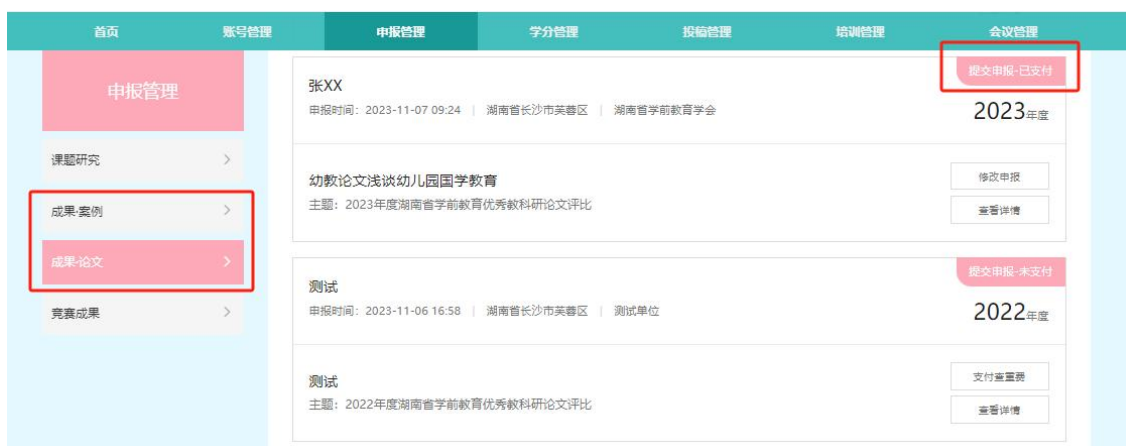 首页 账号管理 申报管理 学分管理 投稿管理 培训管理 会议管理
申报管理
课题研究
成果-案例
成果-论文
竞赛成果
提交申报-已支付
张XX
申报时间：2023-11-07 09:24 | 湖南省长沙市芙蓉区 | 湖南省学前教育学会
2023年度
幼教论文浅谈幼儿园国学教育
主题：2023年度湖南省学前教育优秀教科研论文评比
修改申报
查看详情
提交申报-未支付
测试
申报时间：2023-11-06 16:58 | 湖南省长沙市芙蓉区 | 测试单位
2022年度
测试
主题：2022年度湖南省学前教育优秀教科研论文评比
支付查重费
查看详情